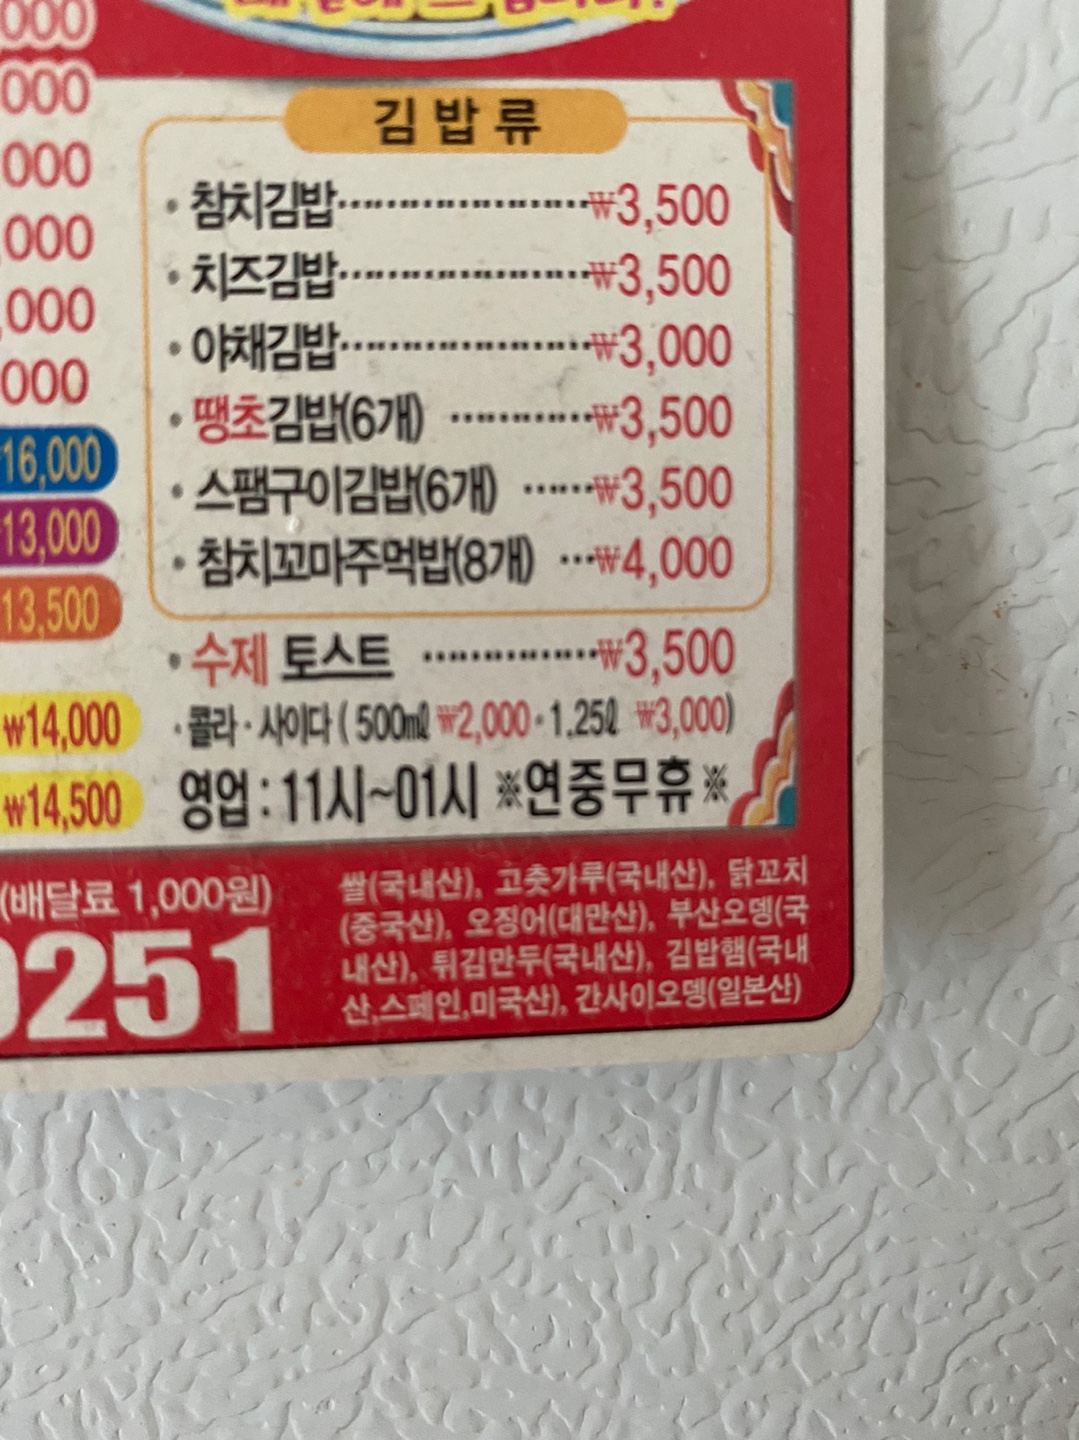 000
000
000
,000
,000
000
16,000
13,000
13,500
₩14,000
₩14,500
김밥류
• 참치김밥····················₩3,500
• 치즈김밥····················₩3,500
• 야채김밥····················₩3,000
• 땡초김밥(6개) ············₩3,500
• 스팸구이김밥(6개) ······₩3,500
• 참치꼬마주먹밥(8개) ···₩4,000
• 수제 토스트 ···············₩3,500
· 콜라 · 사이다 ( 500㎖ ₩2,000 · 1.25ℓ ₩3,000)
영업 : 11시~01시 ※연중무휴※
(배달료 1,000원)
251
쌀(국내산), 고춧가루(국내산), 닭꼬치
(중국산), 오징어(대만산), 부산오뎅(국
내산), 튀김만두(국내산), 김밥햄(국내
산,스페인,미국산), 간사이오뎅(일본산)